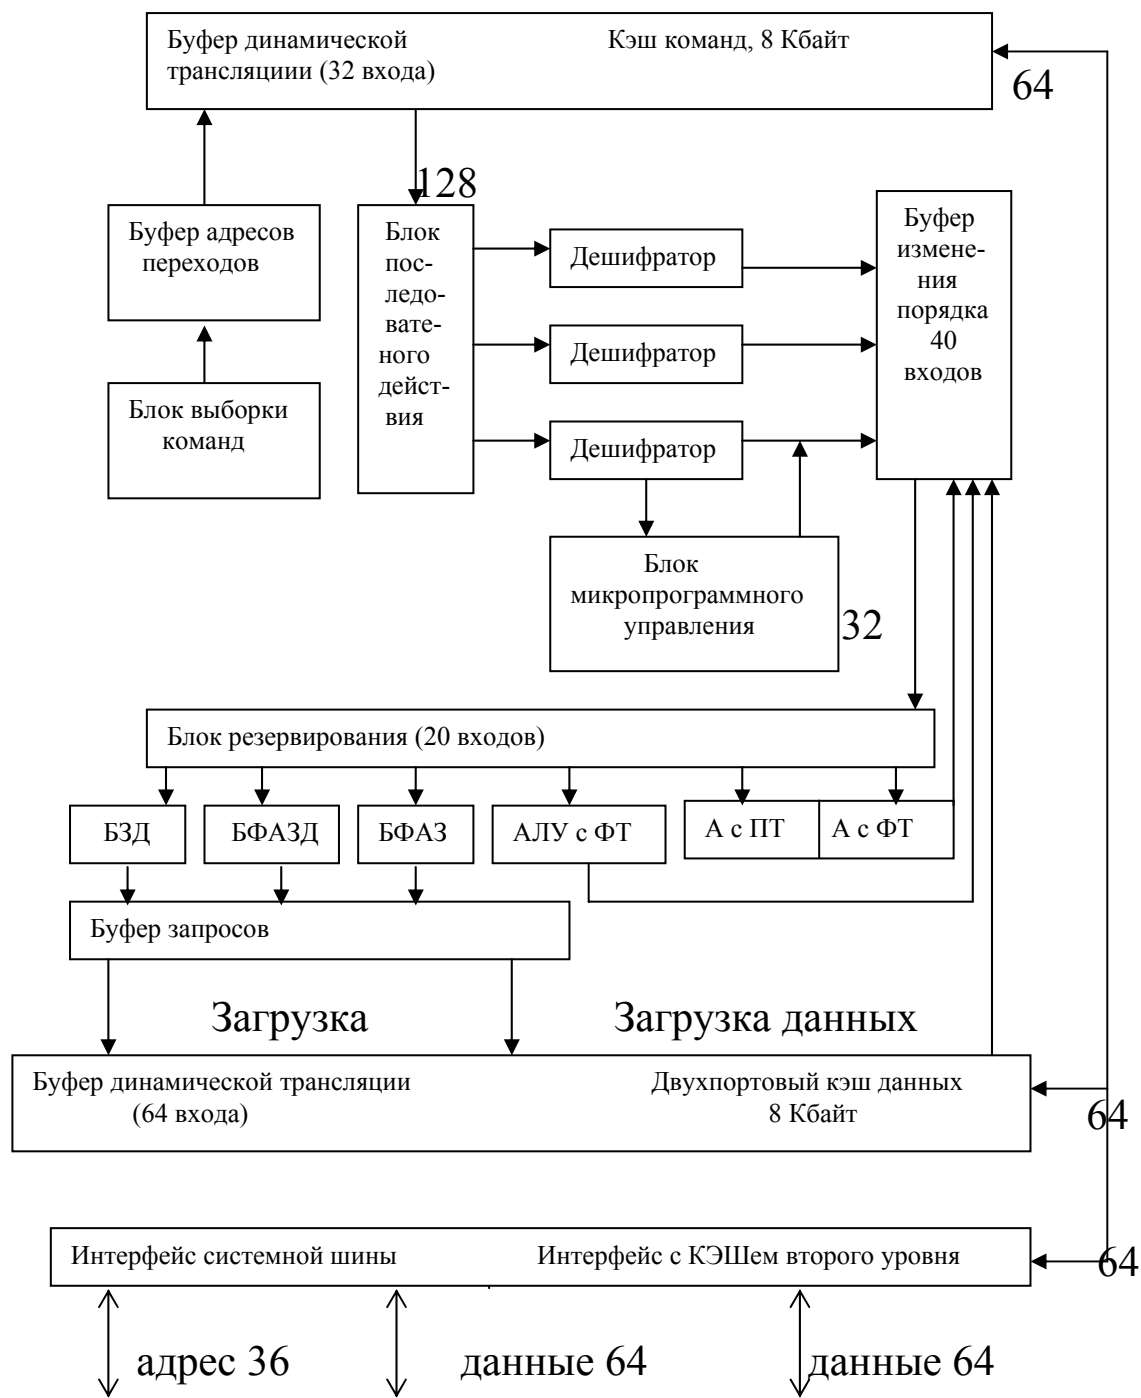 Буфер динамической
трансляциии (32 входа)
Кэш команд, 8 Кбайт
64
128
Буфер адресов
переходов
Блок
пос-
ледо-
вате-
ного
дейст-
вия
Дешифратор
Буфер
измене-
ния
порядка
40
входов
Дешифратор
Блок выборки
команд
Дешифратор
Блок
микропрограммного
управления
32
Блок резервирования (20 входов)
БЗД
БФАЗД
БФАЗ
АЛУ с ФТ
А с ПТ
А с ФТ
Буфер запросов
Загрузка
Загрузка данных
Буфер динамической трансляции
(64 входа)
Двухпортовый кэш данных
8 Кбайт
64
Интерфейс системной шины
Интерфейс с КЭШем второго уровня
64
адрес 36
данные 64
данные 64